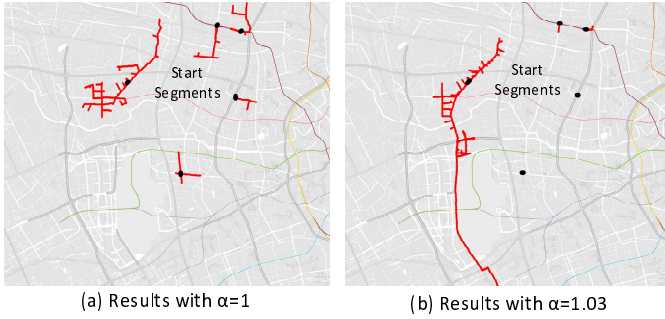 Start
Segments
Start
Segments
(a) Results with α=1
(b) Results with α=1.03